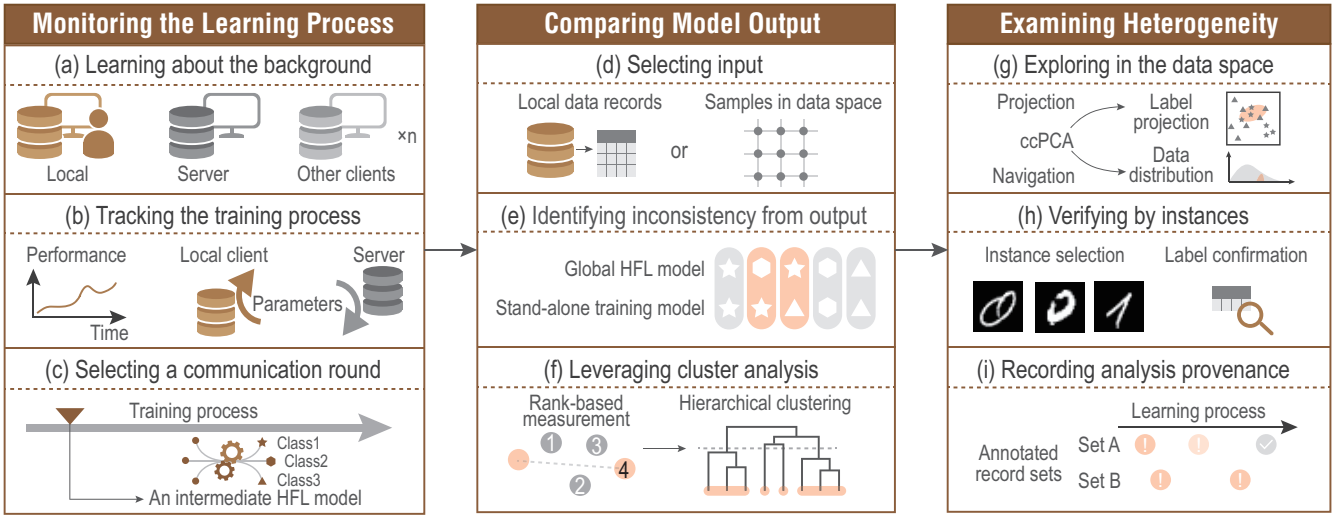 Monitoring the Learning Process
(a) Learning about the background
Local
Server
Other clients
×n
(b) Tracking the training process
Performance
Time
Local client
Parameters
Server
(c) Selecting a communication round
Training process
Class1
Class2
Class3
An intermediate HFL model
Comparing Model Output
(d) Selecting input
Local data records
or
Samples in data space
(e) Identifying inconsistency from output
Global HFL model
Stand-alone training model
(f) Leveraging cluster analysis
Rank-based
measurement
1
3
4
2
Hierarchical clustering
Examining Heterogeneity
(g) Exploring in the data space
Projection
ccPCA
Navigation
Label
projection
Data
distribution
(h) Verifying by instances
Instance selection
Label confirmation
(i) Recording analysis provenance
Learning process
Annotated
record sets
Set A
! !
Set B
! !